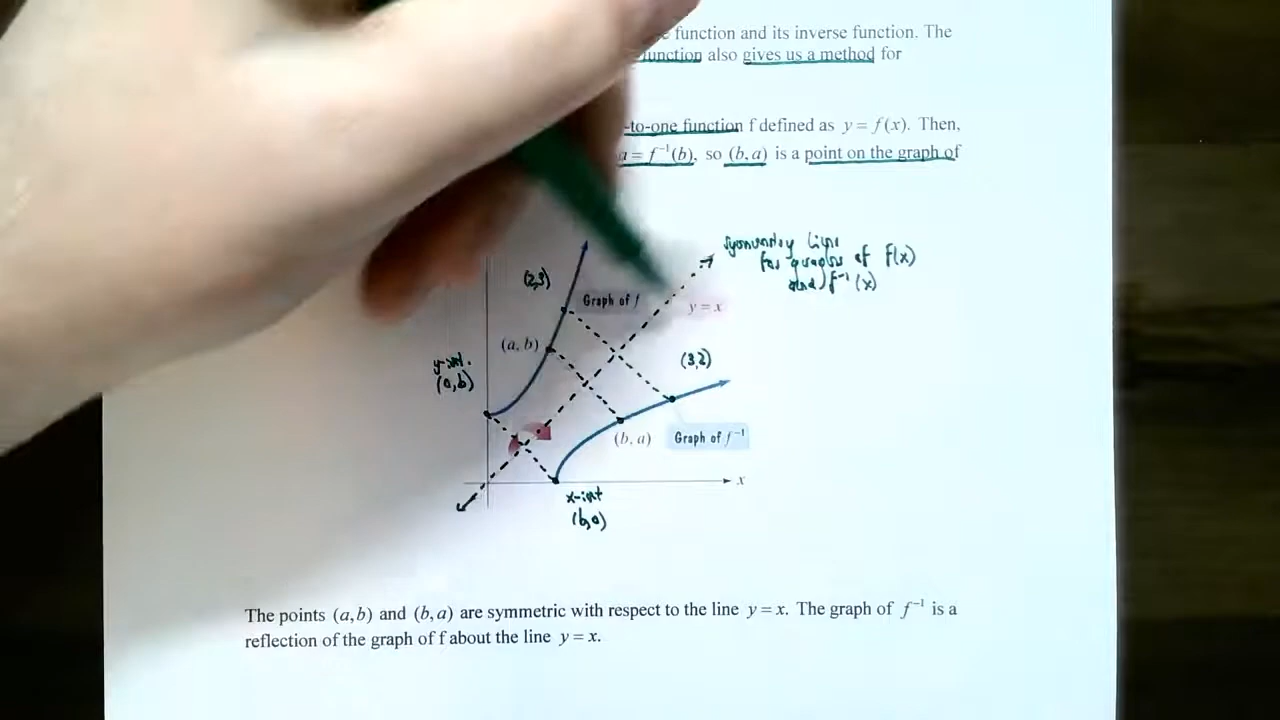 function and its inverse function. The
function also gives us a method for
-to-one function f defined as y = f(x). Then,
a = f⁻¹(b), so (b, a) is a point on the graph of
symmetry line
for graphs of f(x)
and f⁻¹(x)
(2,3)
Graph of f
y = x
(a, b)
y-int.
(a,b)
(3,2)
(b, a)
Graph of f⁻¹
x
x-int
(b,a)
The points (a,b) and (b,a) are symmetric with respect to the line y = x. The graph of f⁻¹ is a
reflection of the graph of f about the line y = x.